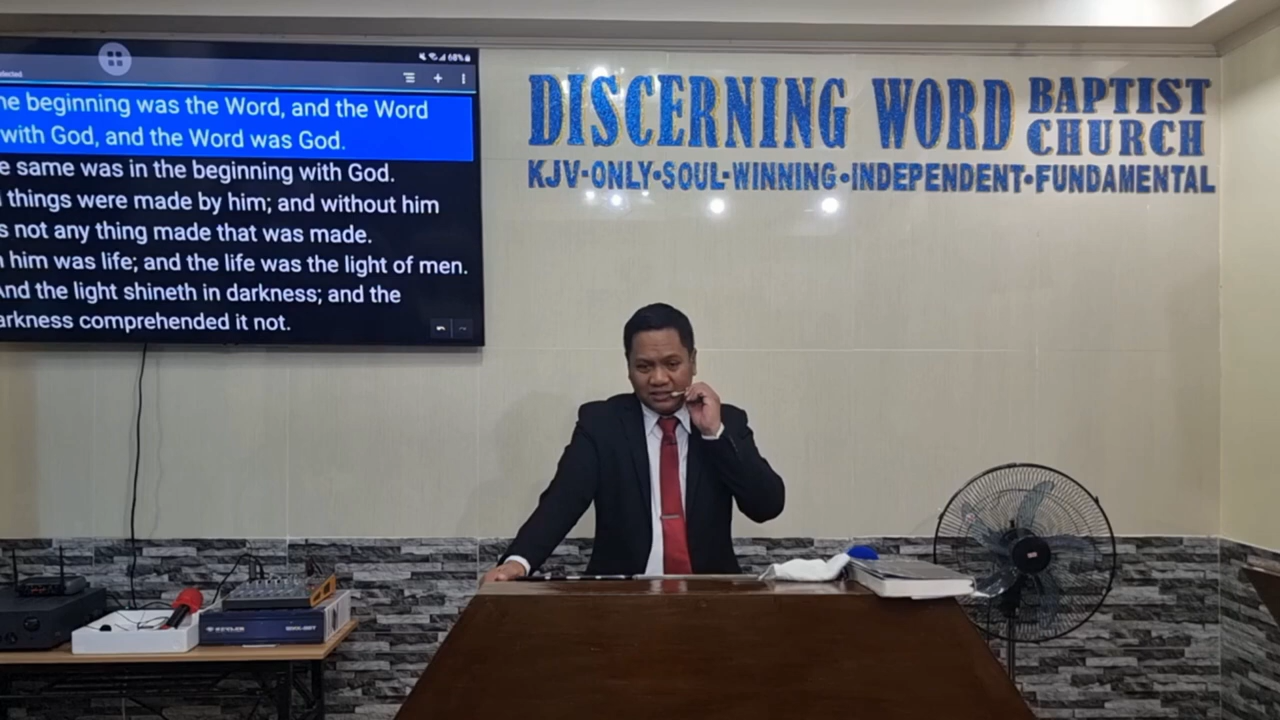 68%
elected
he beginning was the Word, and the Word
with God, and the Word was God.
e same was in the beginning with God.
things were made by him; and without him
s not any thing made that was made.
him was life; and the life was the light of men.
And the light shineth in darkness; and the
arkness comprehended it not.
DISCERNING WORD BAPTIST
CHURCH
KJV-ONLY•SOUL-WINNING•INDEPENDENT•FUNDAMENTAL